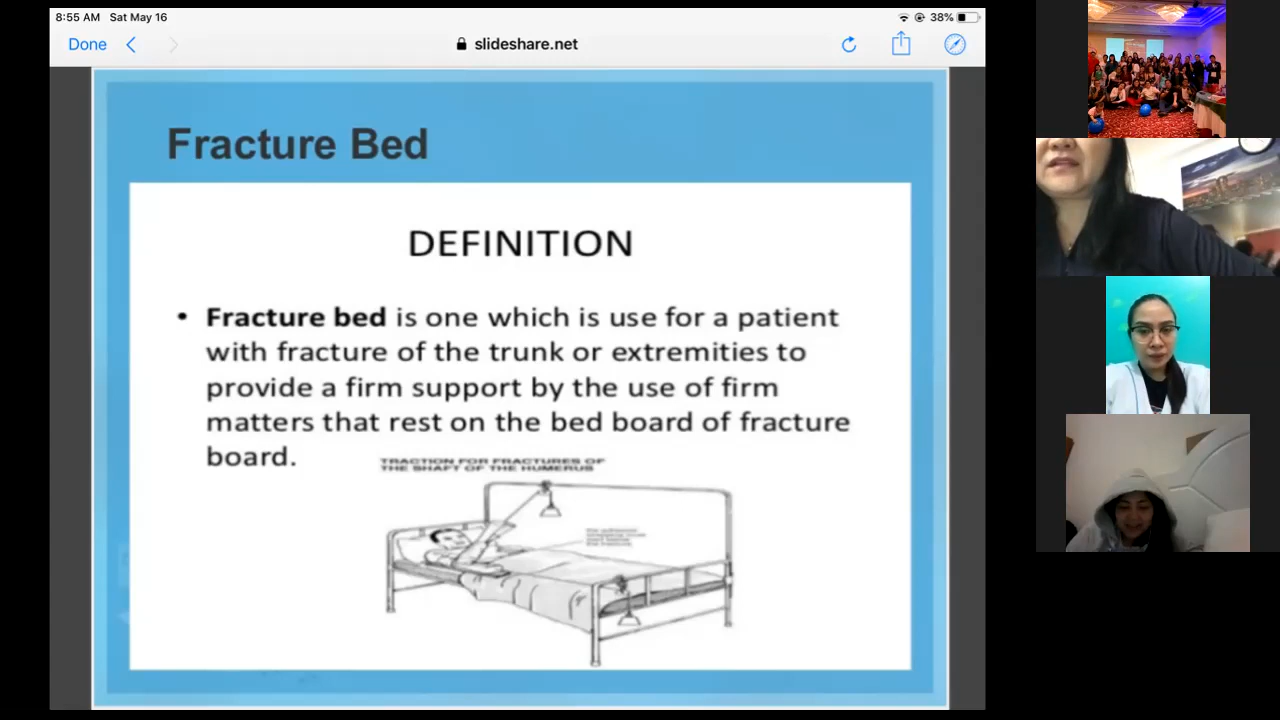 8:55 AM Sat May 16
38%
Done
slideshare.net
Fracture Bed
DEFINITION
• Fracture bed is one which is use for a patient
with fracture of the trunk or extremities to
provide a firm support by the use of firm
matters that rest on the bed board of fracture
board.
TRACTION FOR FRACTURES OF
THE SHAFT OF THE HUMERUS